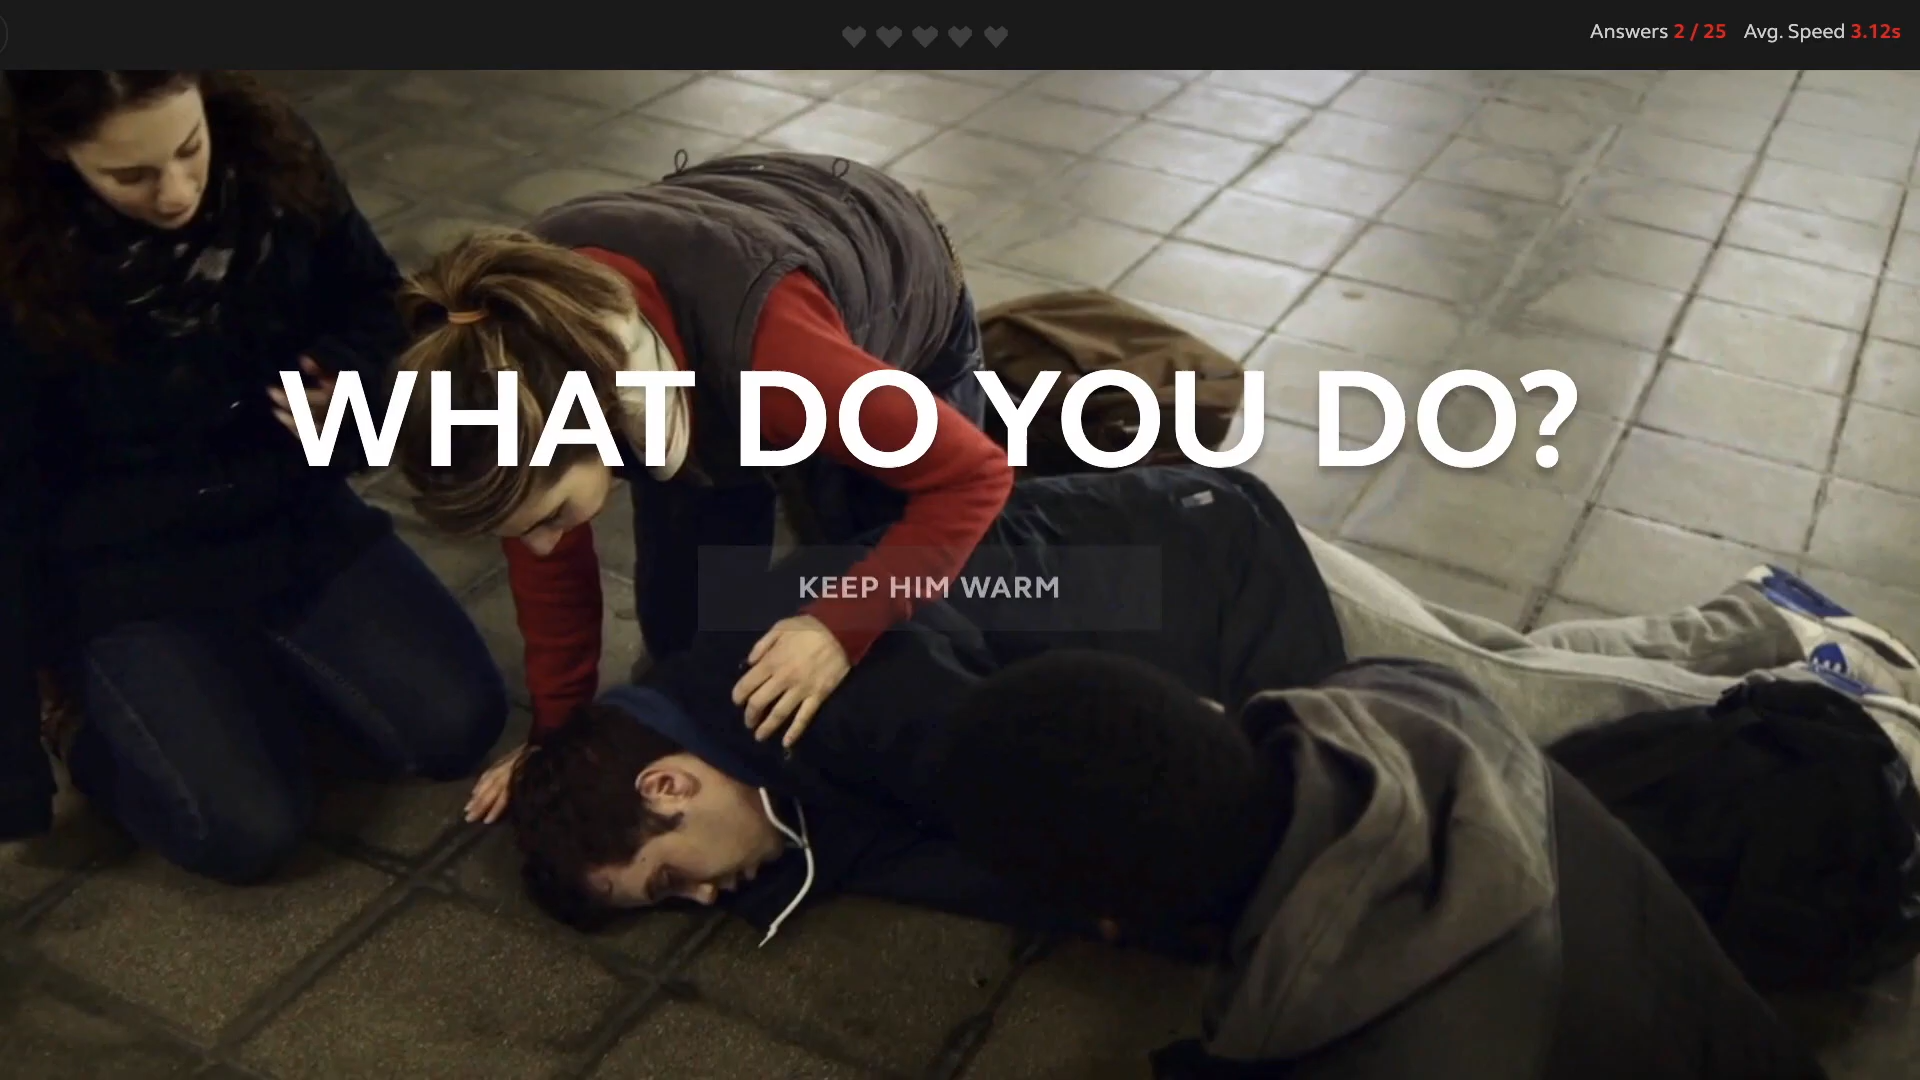 Answers 2 / 25 Avg. Speed 3.12s
WHAT DO YOU DO?
KEEP HIM WARM